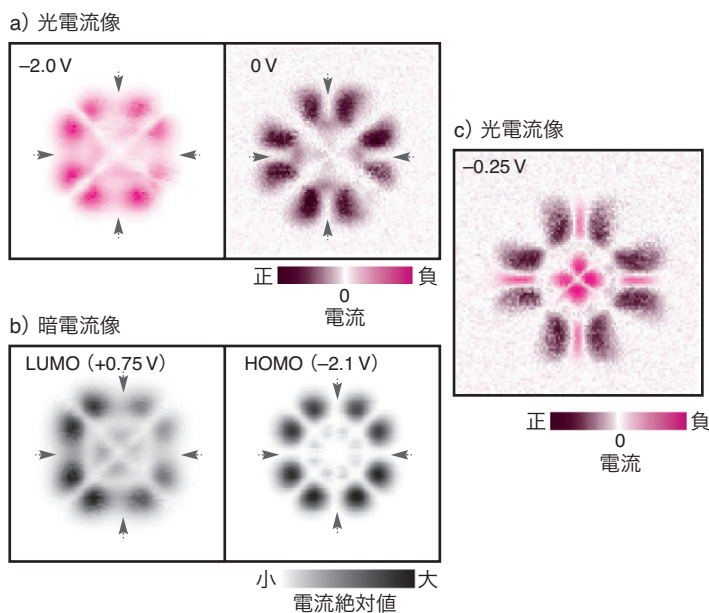 a）光電流像
−2.0 V
0 V
正
負
0
電流
b）暗電流像
LUMO（+0.75 V）
HOMO（−2.1 V）
小
大
電流絶対値
c）光電流像
−0.25 V
正
負
0
電流